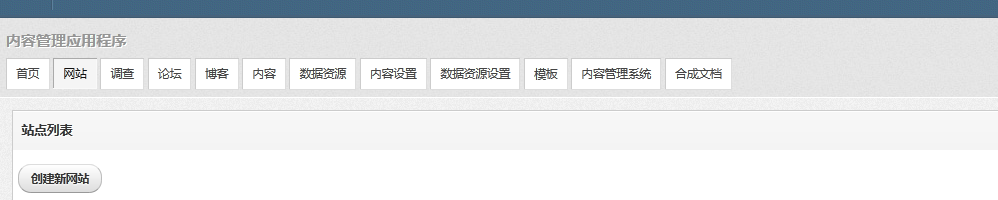 内容管理应用程序
首页 网站 调查 论坛 博客 内容 数据资源 内容设置 数据资源设置 模板 内容管理系统 合成文档
站点列表
创建新网站